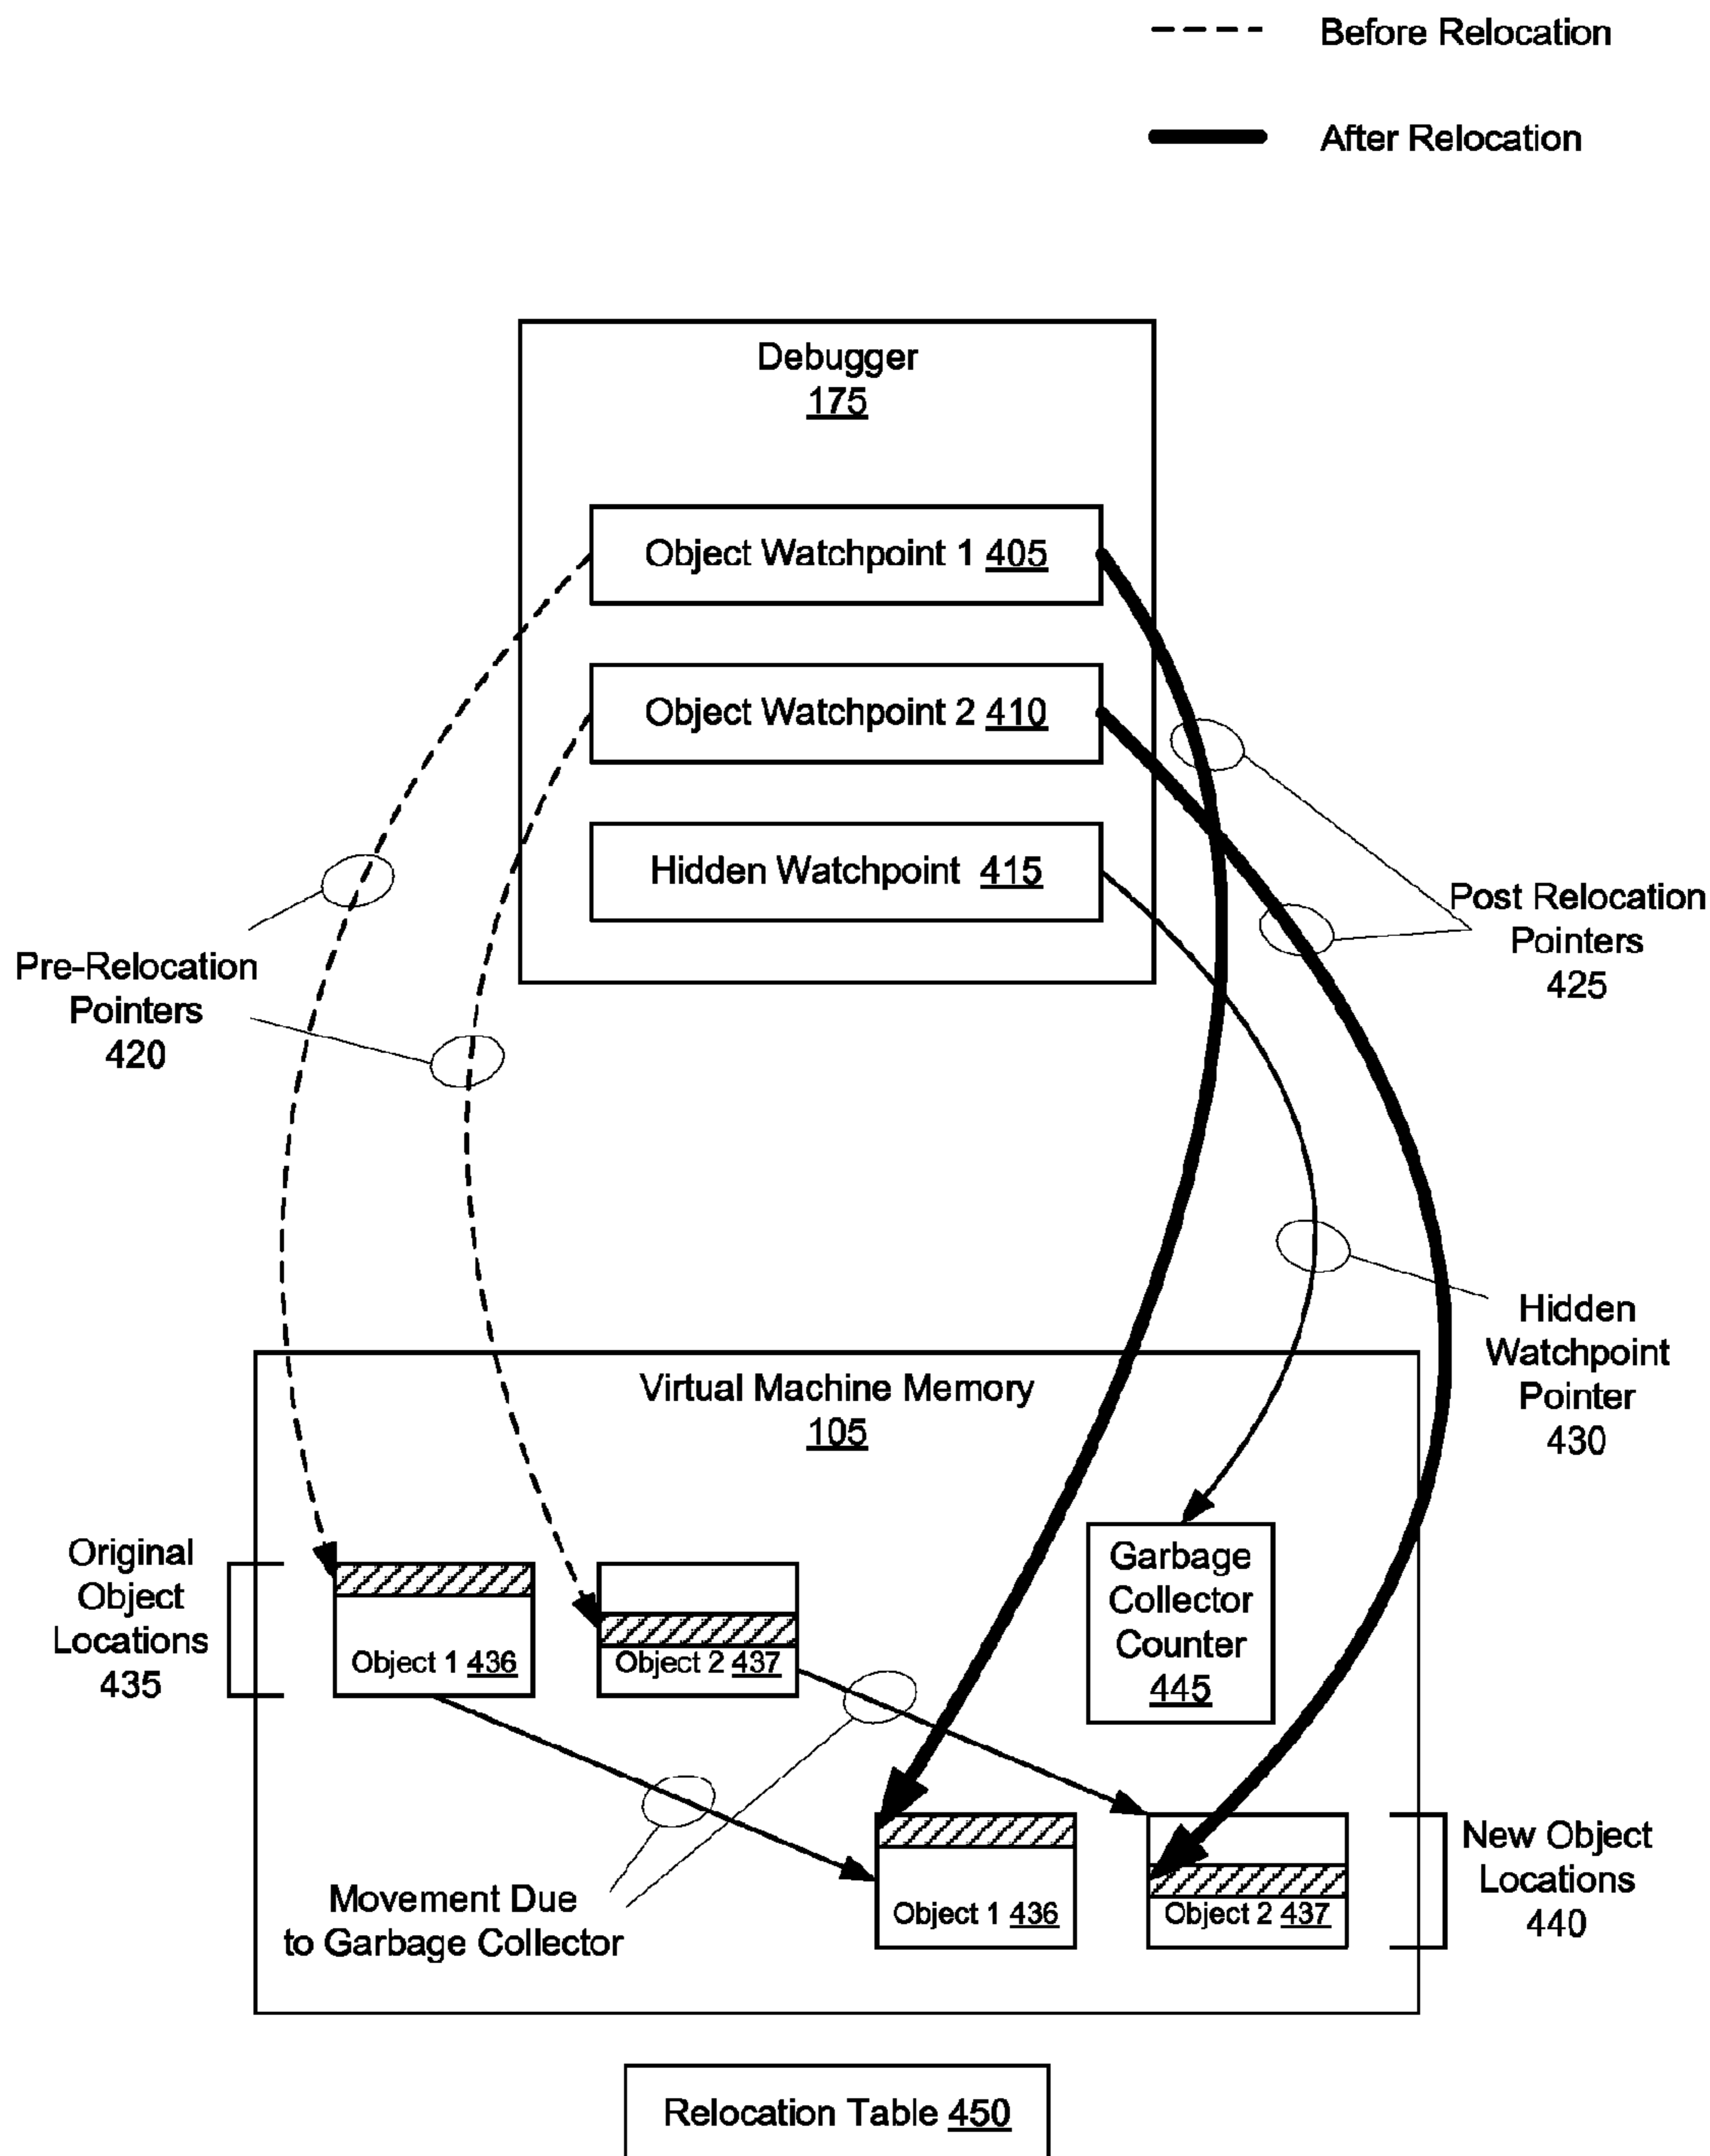 Before Relocation
After Relocation
Debugger
175
Object Watchpoint 1 405
Object Watchpoint 2 410
Hidden Watchpoint 415
Pre-Relocation
Pointers
420
Post Relocation
Pointers
425
Hidden
Watchpoint
Pointer
430
Virtual Machine Memory
105
Original
Object
Locations
435
Object 1 436
Object 2 437
Garbage
Collector
Counter
445
Movement Due
to Garbage Collector
Object 1 436
Object 2 437
New Object
Locations
440
Relocation Table 450